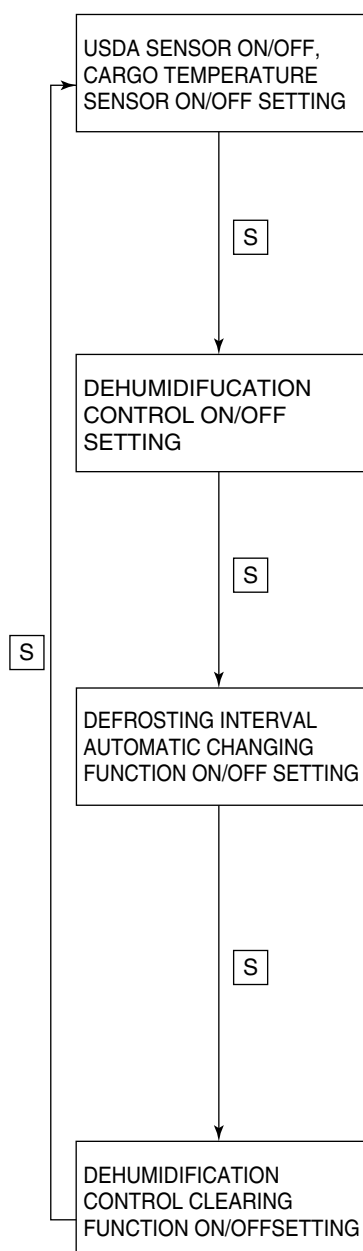 USDA SENSOR ON/OFF,
CARGO TEMPERATURE
SENSOR ON/OFF SETTING
S
DEHUMIDIFUCATION
CONTROL ON/OFF
SETTING
S
S
DEFROSTING INTERVAL
AUTOMATIC CHANGING
FUNCTION ON/OFF SETTING
S
DEHUMIDIFICATION
CONTROL CLEARING
FUNCTION ON/OFFSETTING